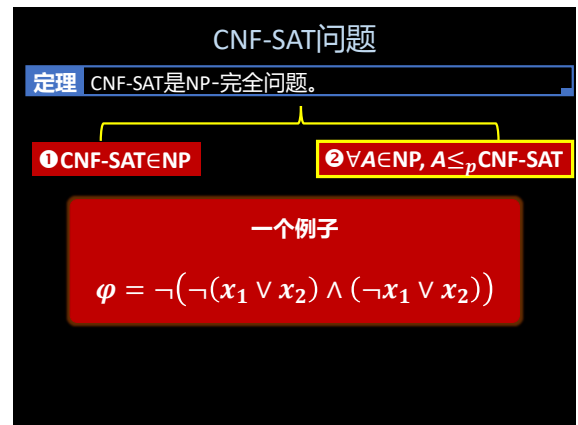 CNF-SAT问题
定理 CNF-SAT是NP-完全问题。
❶CNF-SAT∈NP ❷∀A∈NP, A≤ₚCNF-SAT
一个例子
φ = ¬(¬(x₁ ∨ x₂) ∧ (¬x₁ ∨ x₂))